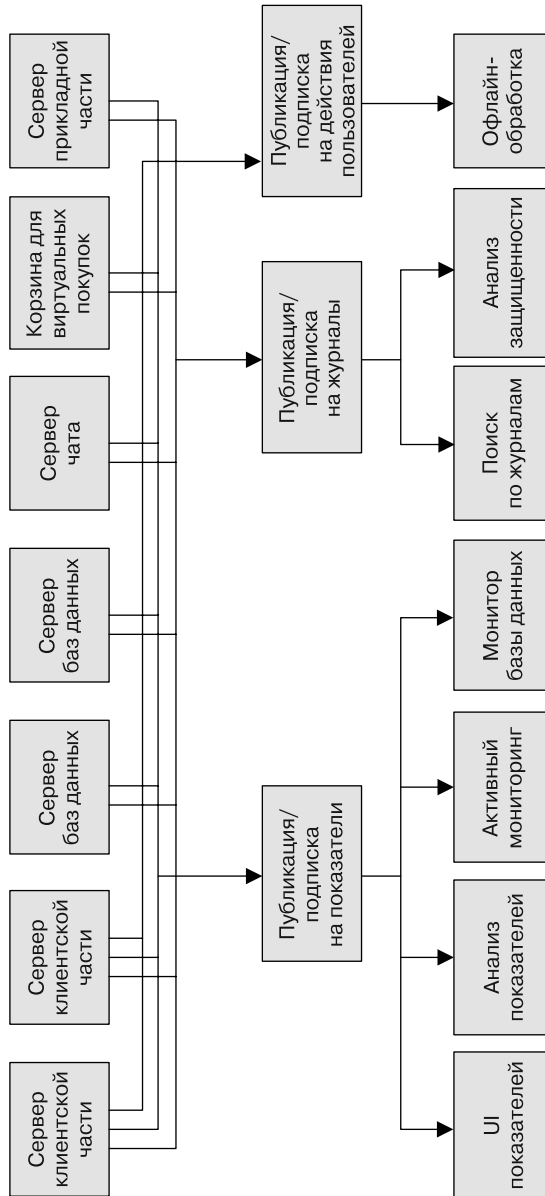 Сервер
клиентской
части
Сервер
клиентской
части
Сервер
баз данных
Сервер
баз данных
Сервер
чата
Корзина для
виртуальных
покупок
Сервер
прикладной
части
Публикация/
подписка
на показатели
Публикация/
подписка
на журналы
Публикация/
подписка
на действия
пользователей
UI
показателей
Анализ
показателей
Активный
мониторинг
Монитор
базы данных
Поиск
по журналам
Анализ
защищенности
Офлайн-
обработка